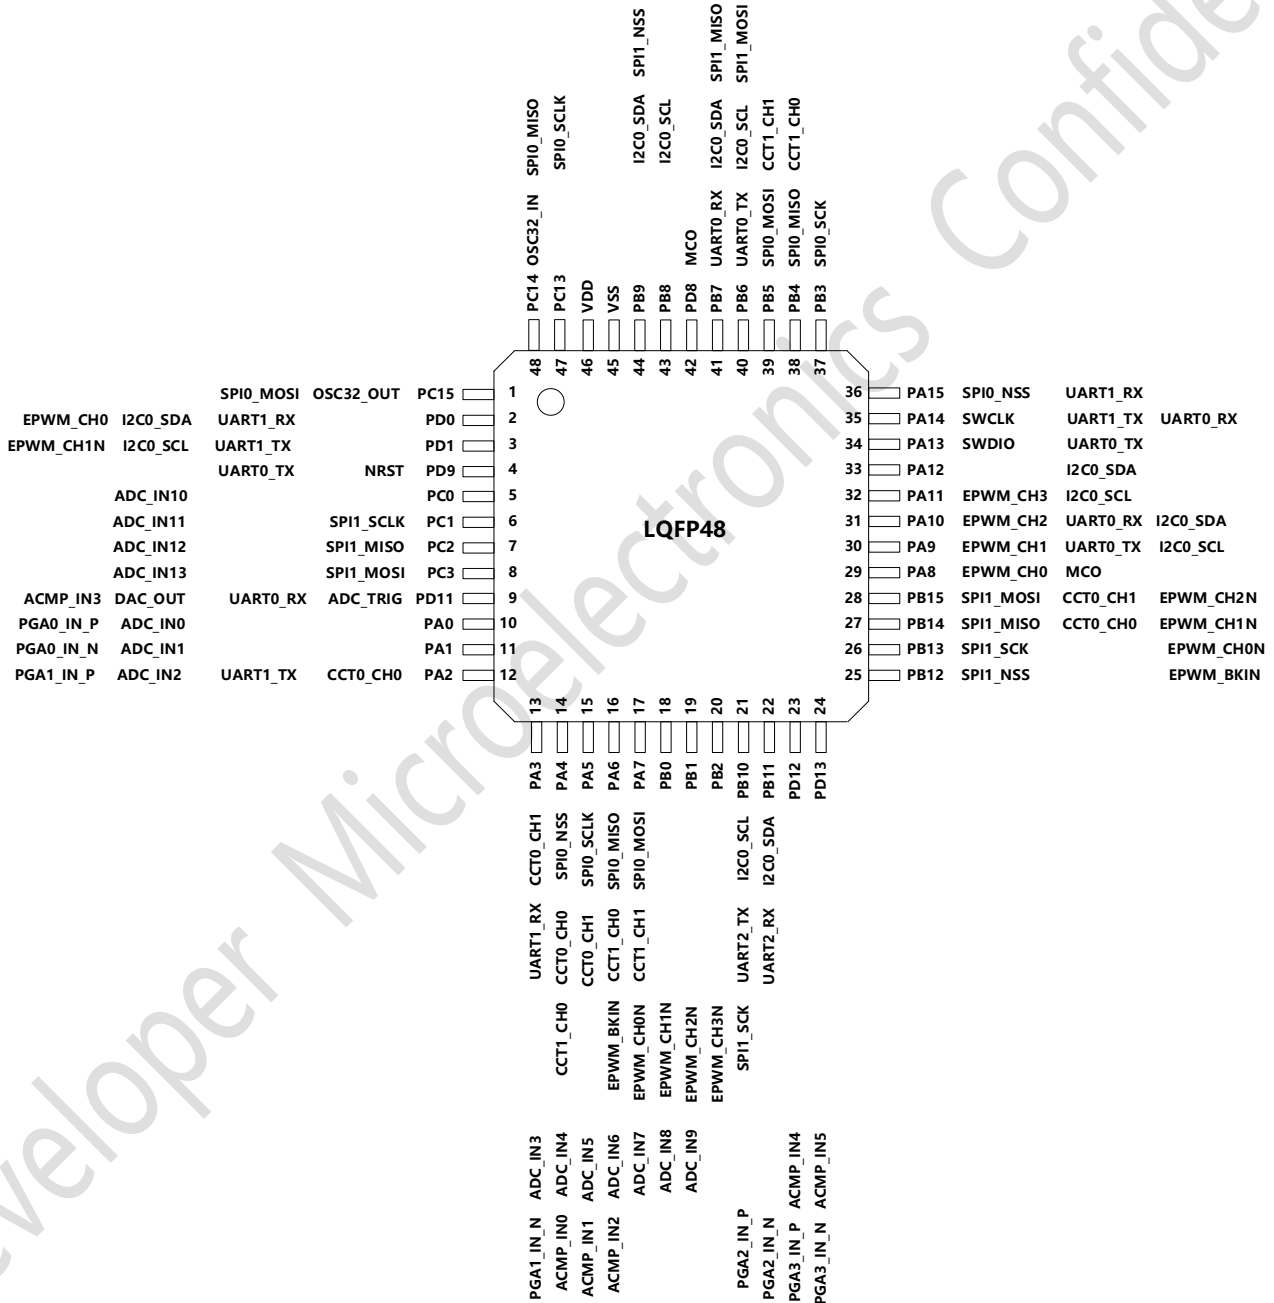 SPI1_NSS SPI1_MISO SPI1_MOSI
SPI0_MISO SPI0_SCLK I2C0_SDA I2C0_SCL I2C0_SDA I2C0_SCL CCT1_CH1 CCT1_CH0
OSC32_IN MCO UART0_RX UART0_TX SPI0_MOSI SPI0_MISO SPI0_SCK
PC14 PC13 VDD VSS PB9 PB8 PD8 PB7 PB6 PB5 PB4 PB3
48 47 46 45 44 43 42 41 40 39 38 37
SPI0_MOSI OSC32_OUT PC15 1
EPWM_CH0 I2C0_SDA UART1_RX PD0 2
EPWM_CH1N I2C0_SCL UART1_TX PD1 3
UART0_TX NRST PD9 4
ADC_IN10 PC0 5
ADC_IN11 SPI1_SCLK PC1 6
ADC_IN12 SPI1_MISO PC2 7
ADC_IN13 SPI1_MOSI PC3 8
ACMP_IN3 DAC_OUT UART0_RX ADC_TRIG PD11 9
PGA0_IN_P ADC_IN0 PA0 10
PGA0_IN_N ADC_IN1 PA1 11
PGA1_IN_P ADC_IN2 UART1_TX CCT0_CH0 PA2 12
LQFP48
36 PA15 SPI0_NSS UART1_RX
35 PA14 SWCLK UART1_TX UART0_RX
34 PA13 SWDIO UART0_TX
33 PA12 I2C0_SDA
32 PA11 EPWM_CH3 I2C0_SCL
31 PA10 EPWM_CH2 UART0_RX I2C0_SDA
30 PA9 EPWM_CH1 UART0_TX I2C0_SCL
29 PA8 EPWM_CH0 MCO
28 PB15 SPI1_MOSI CCT0_CH1 EPWM_CH2N
27 PB14 SPI1_MISO CCT0_CH0 EPWM_CH1N
26 PB13 SPI1_SCK EPWM_CH0N
25 PB12 SPI1_NSS EPWM_BKIN
13 14 15 16 17 18 19 20 21 22 23 24
PA3 PA4 PA5 PA6 PA7 PB0 PB1 PB2 PB10 PB11 PD12 PD13
CCT0_CH1 SPI0_NSS SPI0_SCLK SPI0_MISO SPI0_MOSI I2C0_SCL I2C0_SDA
UART1_RX CCT0_CH0 CCT0_CH1 CCT1_CH0 CCT1_CH1 UART2_TX UART2_RX
CCT1_CH0 EPWM_BKIN EPWM_CH0N EPWM_CH1N EPWM_CH2N EPWM_CH3N SPI1_SCK
ADC_IN3 ADC_IN4 ADC_IN5 ADC_IN6 ADC_IN7 ADC_IN8 ADC_IN9 ACMP_IN4 ACMP_IN5
PGA1_IN_N ACMP_IN0 ACMP_IN1 ACMP_IN2 PGA2_IN_P PGA2_IN_N PGA3_IN_P PGA3_IN_N
eveloper Microelectronics Confide